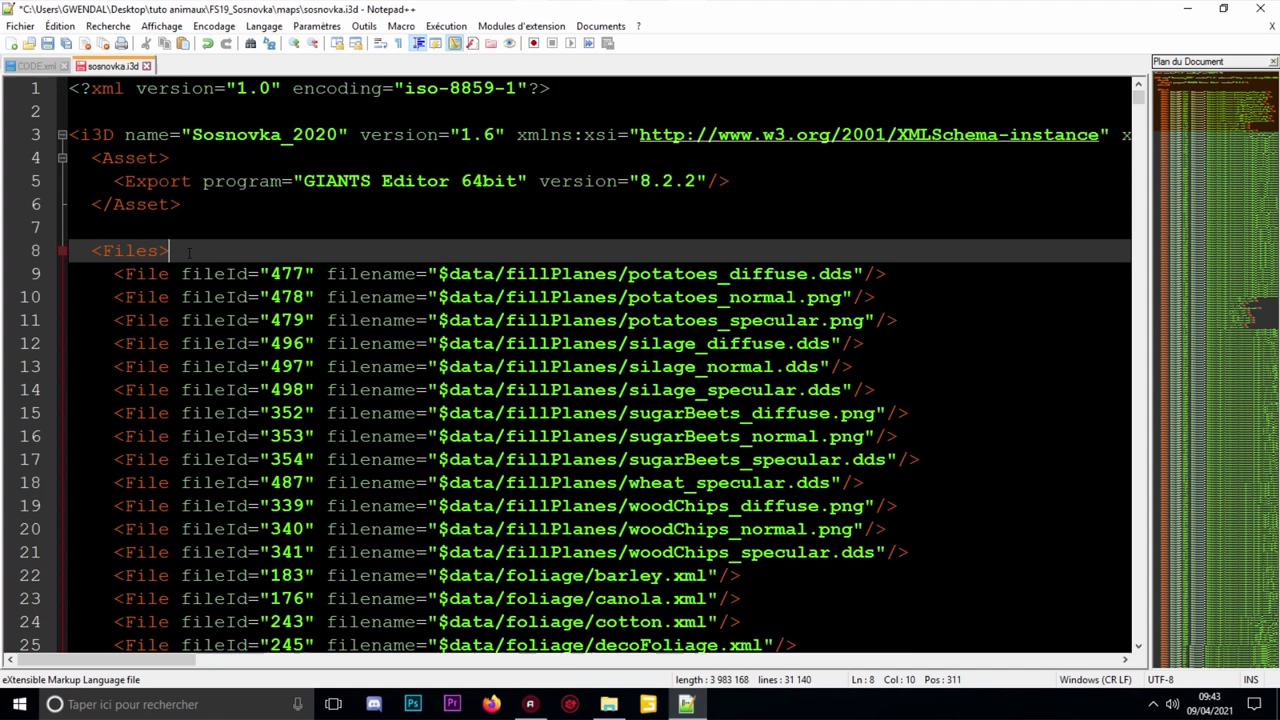 *C:\Users\GWENDAL\Desktop\tuto animaux\FS19_Sosnovka\maps\sosnovka.i3d - Notepad++
Fichier Édition Recherche Affichage Encodage Langage Paramètres Outils Macro Exécution Modules d'extension Documents ? X
CODE.xml sosnovka.i3d Plan du Document
1 <?xml version="1.0" encoding="iso-8859-1"?>
2
3 <i3D name="Sosnovka_2020" version="1.6" xmlns:xsi="http://www.w3.org/2001/XMLSchema-instance" x
4 <Asset>
5 <Export program="GIANTS Editor 64bit" version="8.2.2"/>
6 </Asset>
7
8 <Files>
9 <File fileId="477" filename="$data/fillPlanes/potatoes_diffuse.dds"/>
10 <File fileId="478" filename="$data/fillPlanes/potatoes_normal.png"/>
11 <File fileId="479" filename="$data/fillPlanes/potatoes_specular.png"/>
12 <File fileId="496" filename="$data/fillPlanes/silage_diffuse.dds"/>
13 <File fileId="497" filename="$data/fillPlanes/silage_normal.dds"/>
14 <File fileId="498" filename="$data/fillPlanes/silage_specular.dds"/>
15 <File fileId="352" filename="$data/fillPlanes/sugarBeets_diffuse.png"/>
16 <File fileId="353" filename="$data/fillPlanes/sugarBeets_normal.png"/>
17 <File fileId="354" filename="$data/fillPlanes/sugarBeets_specular.dds"/>
18 <File fileId="487" filename="$data/fillPlanes/wheat_specular.dds"/>
19 <File fileId="339" filename="$data/fillPlanes/woodChips_diffuse.png"/>
20 <File fileId="340" filename="$data/fillPlanes/woodChips_normal.png"/>
21 <File fileId="341" filename="$data/fillPlanes/woodChips_specular.dds"/>
22 <File fileId="183" filename="$data/foliage/barley.xml"/>
23 <File fileId="176" filename="$data/foliage/canola.xml"/>
24 <File fileId="243" filename="$data/foliage/cotton.xml"/>
25 <File fileId="245" filename="$data/foliage/decoFoliage.xml"/>
eXtensible Markup Language file length : 3 983 168 lines : 31 140 Ln : 8 Col : 10 Pos : 311 Windows (CR LF) UTF-8 INS
Taper ici pour rechercher
09:43
09/04/2021